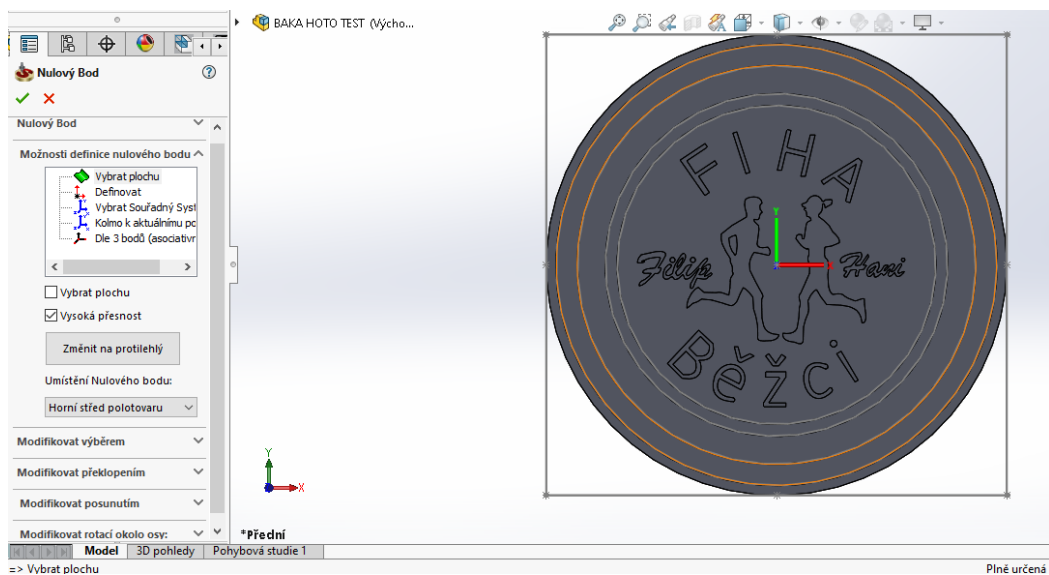 BAKA HOTO TEST (Výcho...
Nulový Bod
Nulový Bod
Možnosti definice nulového bodu
Vybrat plochu
Definovat
Vybrat Souřadný Syst
Kolmo k aktuálnímu po
Dle 3 bodů (asociativr
Vybrat plochu
Vysoká přesnost
Změnit na protilehlý
Umístění Nulového bodu:
Horní střed polotovaru
Modifikovat výběrem
Modifikovat překlopením
Modifikovat posunutím
Modifikovat rotací okolo osy:
FIHA
Y
X
Filip
Hani
Běžci
Y
X
*Přední
Model
3D pohledy
Pohybová studie 1
=> Vybrat plochu
Plně určená